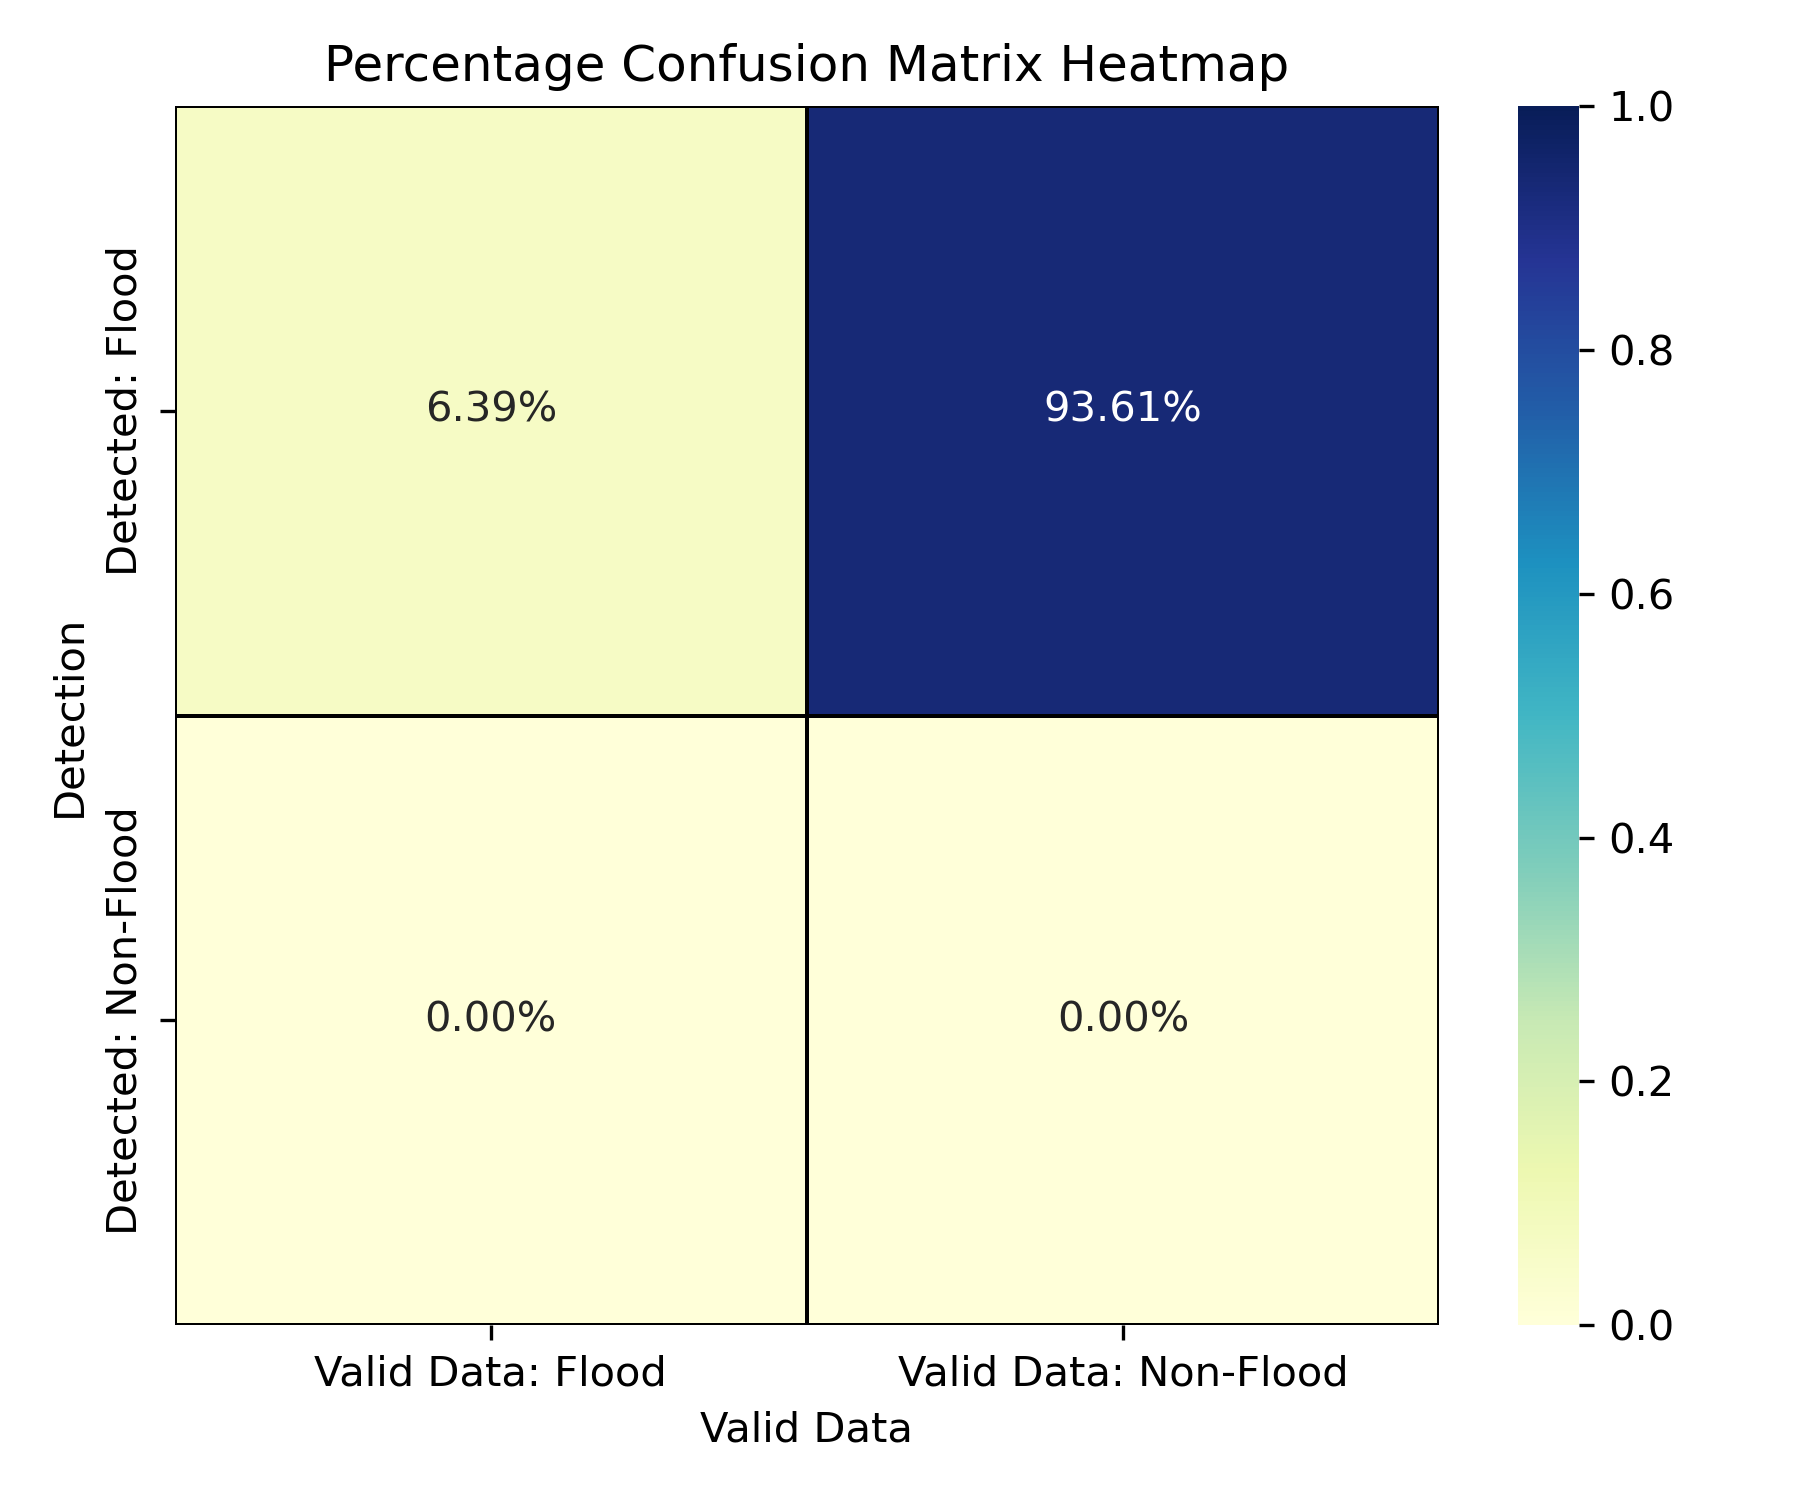 Percentage Confusion Matrix Heatmap
Detection
Detected: Flood
6.39%
93.61%
Detected: Non-Flood
0.00%
0.00%
Valid Data: Flood
Valid Data: Non-Flood
Valid Data
1.0
0.8
0.6
0.4
0.2
0.0